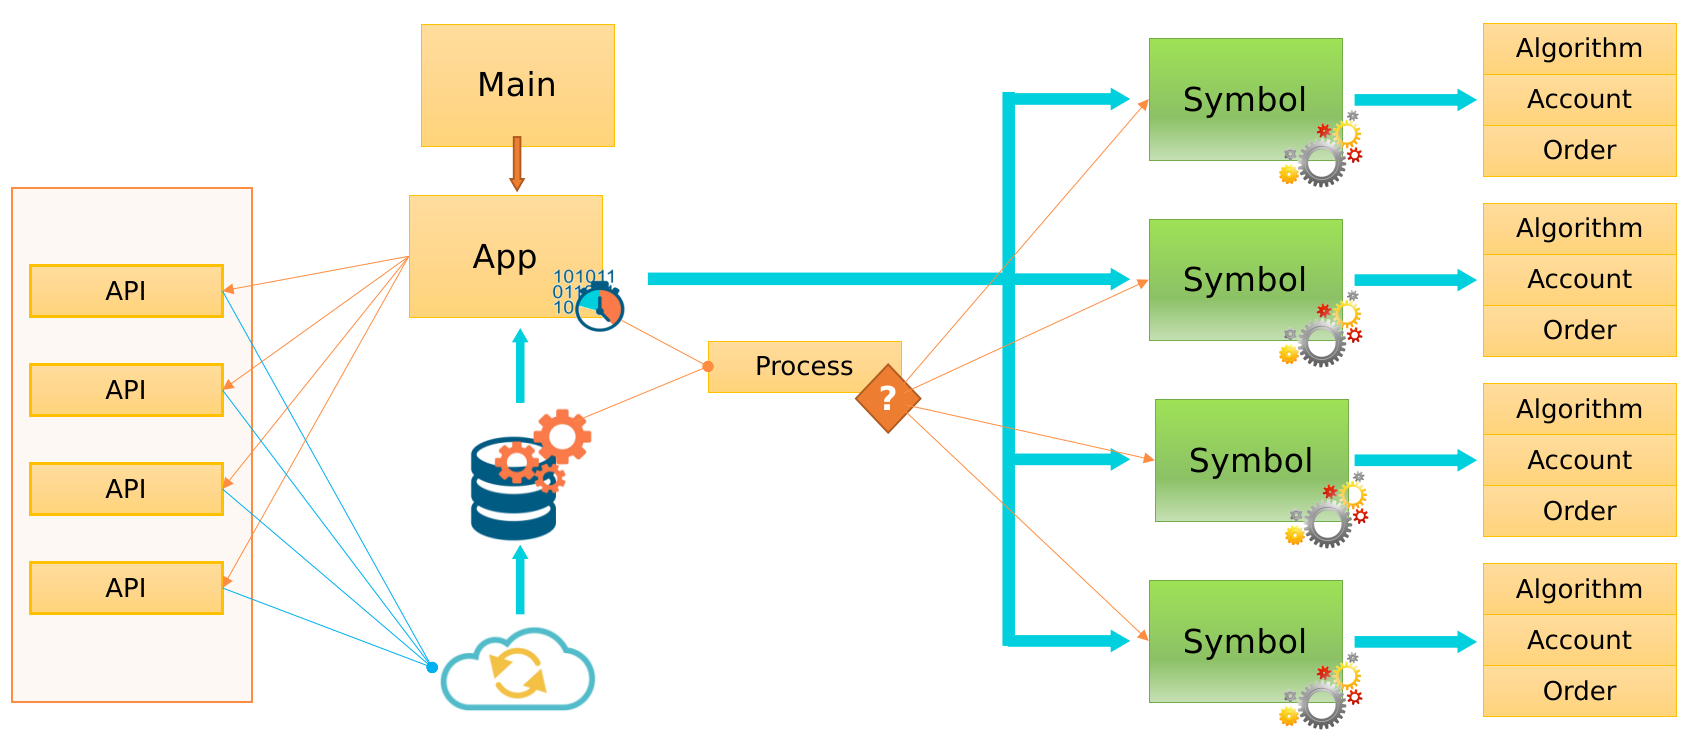 Main
App
101011
10
API
API
API
API
Process
?
Symbol
Symbol
Symbol
Symbol
Algorithm
Account
Order
Algorithm
Account
Order
Algorithm
Account
Order
Algorithm
Account
Order